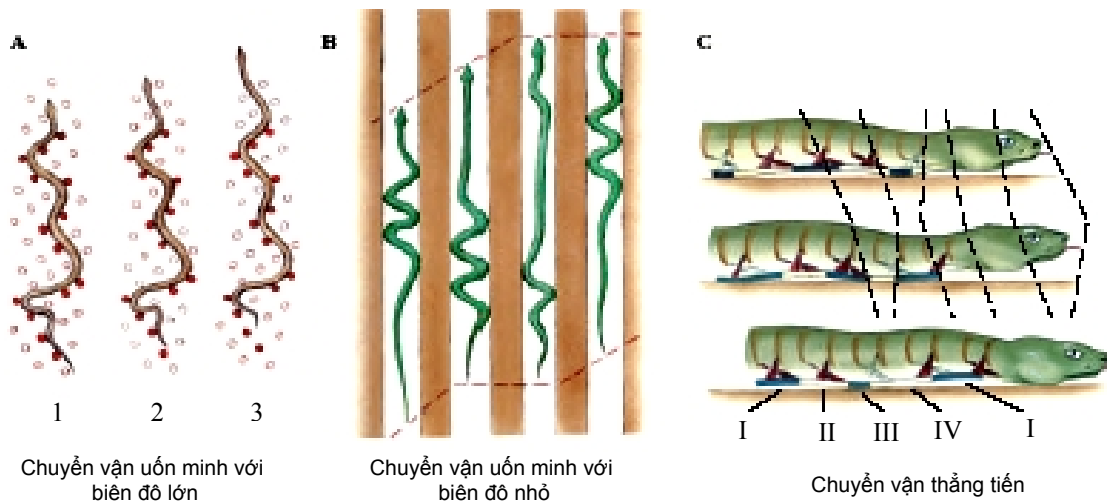 A
B
C
1 2 3
I II III IV I
Chuyển vận uốn minh với
biên đô lớn
Chuyển vận uốn minh với
biên đô nhỏ
Chuyển vận thẳng tiến